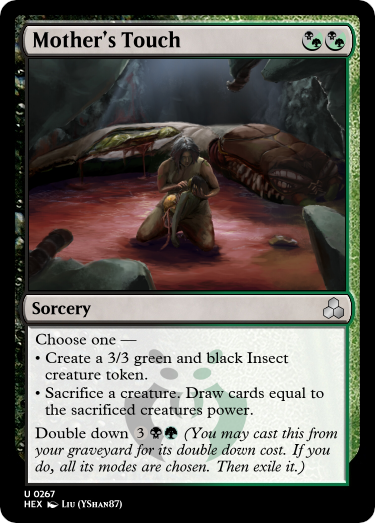 Mother's Touch
Sorcery
Choose one —
• Create a 3/3 green and black Insect
creature token.
• Sacrifice a creature. Draw cards equal to
the sacrificed creatures power.
Double down 3 (You may cast this from
your graveyard for its double down cost. If you
do, all its modes are chosen. Then exile it.)
U 0267
HEX Liu (YShan87)